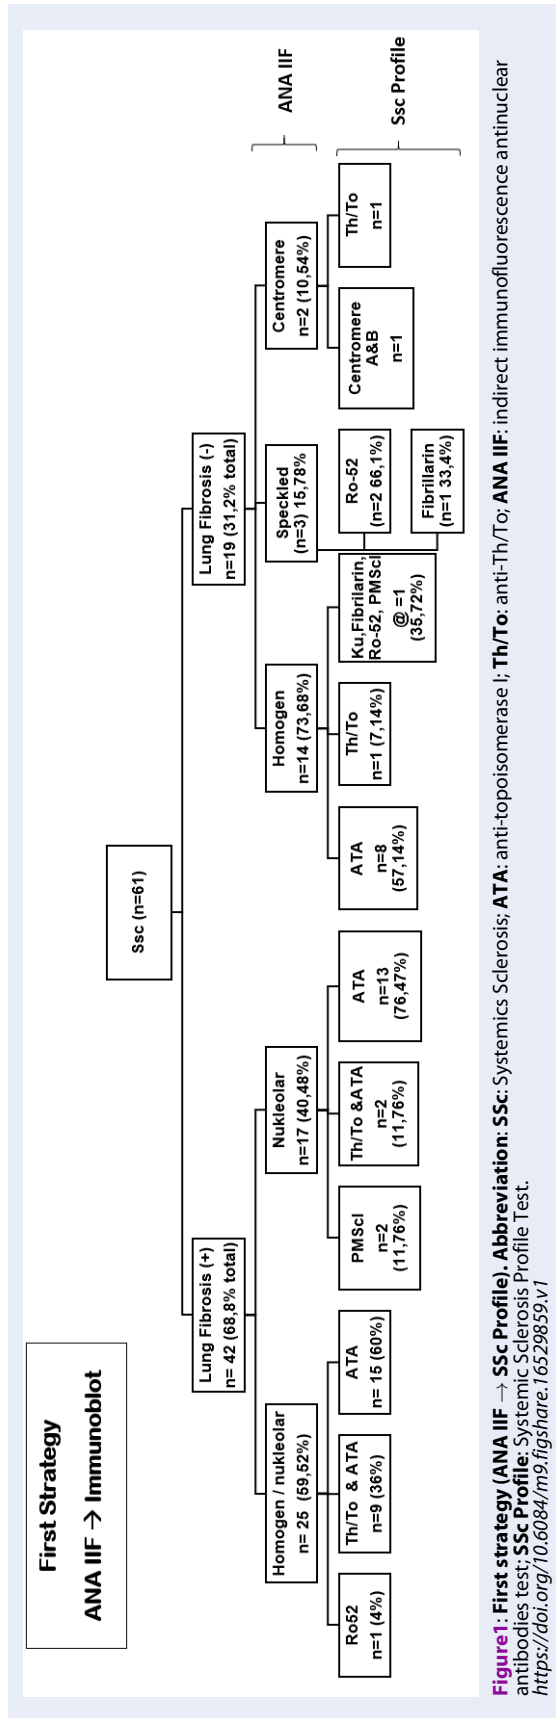 First Strategy
ANA IIF → Immunoblot
Ssc (n=61)
Lung Fibrosis (+)
n= 42 (68,8% total)
Lung Fibrosis (-)
n=19 (31,2% total)
ANA IIF
Homogen / nukleolar
n= 25 (59,52%)
Nukleolar
n=17 (40,48%)
Homogen
n=14 (73,68%)
Speckled
(n=3) 15,78%
Centromere
n=2 (10,54%)
Ssc Profile
Ro52
n=1 (4%)
Th/To & ATA
n=9 (36%)
ATA
n= 15 (60%)
PMScl
n=2
(11,76%)
Th/To &ATA
n=2
(11,76%)
ATA
n=13
(76,47%)
ATA
n=8
(57,14%)
Th/To
n=1 (7,14%)
Ku,Fibrilarin,
Ro-52, PMScl
@ =1
(35,72%)
Ro-52
(n=2 66,1%)
Fibrillarin
(n=1 33,4%)
Centromere
A&B
n=1
Th/To
n=1
Figure1: First strategy (ANA IIF → SSc Profile). Abbreviation: SSc: Systemics Sclerosis; ATA: anti-topoisomerase I; Th/To: anti-Th/To; ANA IIF: indirect immunofluorescence antinuclear
antibodies test; SSc Profile: Systemic Sclerosis Profile Test.
https://doi.org/10.6084/m9.figshare.16529859.v1